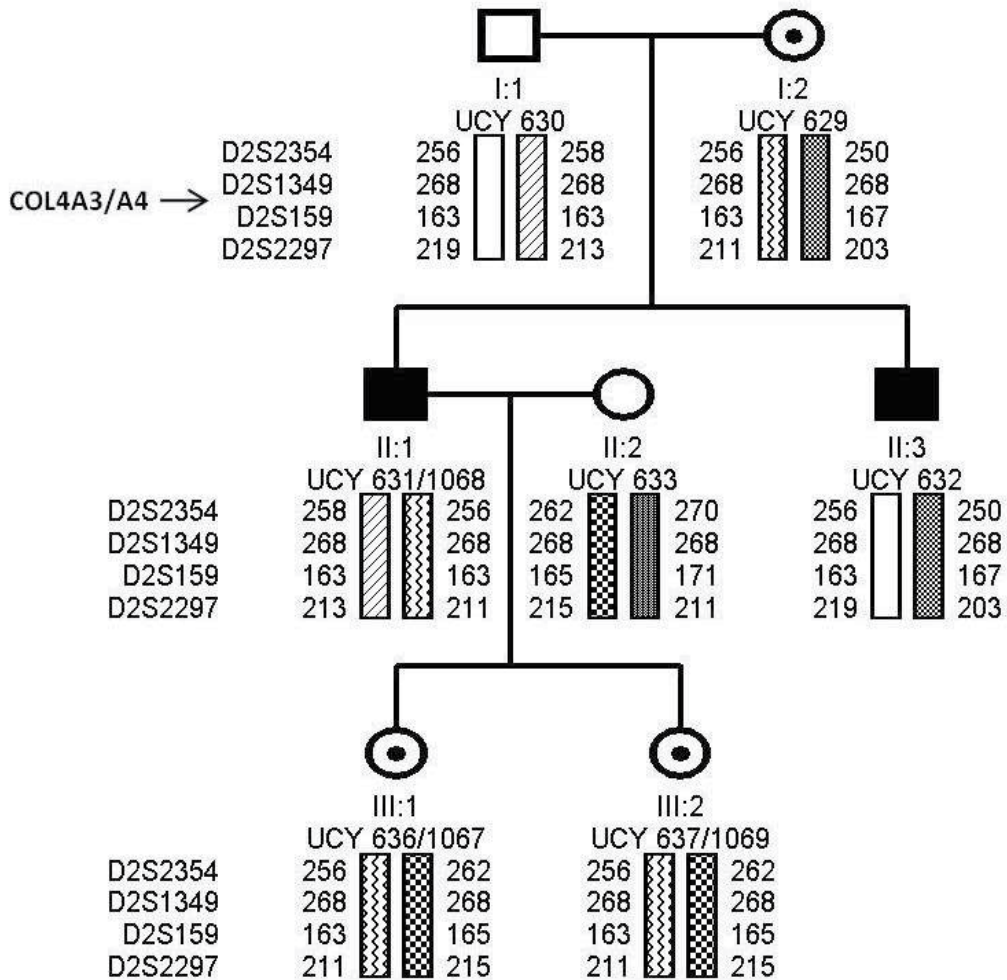 I:1 I:2
UCY 630 UCY 629
D2S2354 256 258 256 250
D2S1349 268 268 268 268
COL4A3/A4 →
D2S159 163 163 163 167
D2S2297 219 213 211 203
II:1 II:2 II:3
UCY 631/1068 UCY 633 UCY 632
D2S2354 258 256 262 270 256 250
D2S1349 268 268 268 268 268 268
D2S159 163 163 165 171 163 167
D2S2297 213 211 215 211 219 203
III:1 III:2
UCY 636/1067 UCY 637/1069
D2S2354 256 262 256 262
D2S1349 268 268 268 268
D2S159 163 165 163 165
D2S2297 211 215 211 215